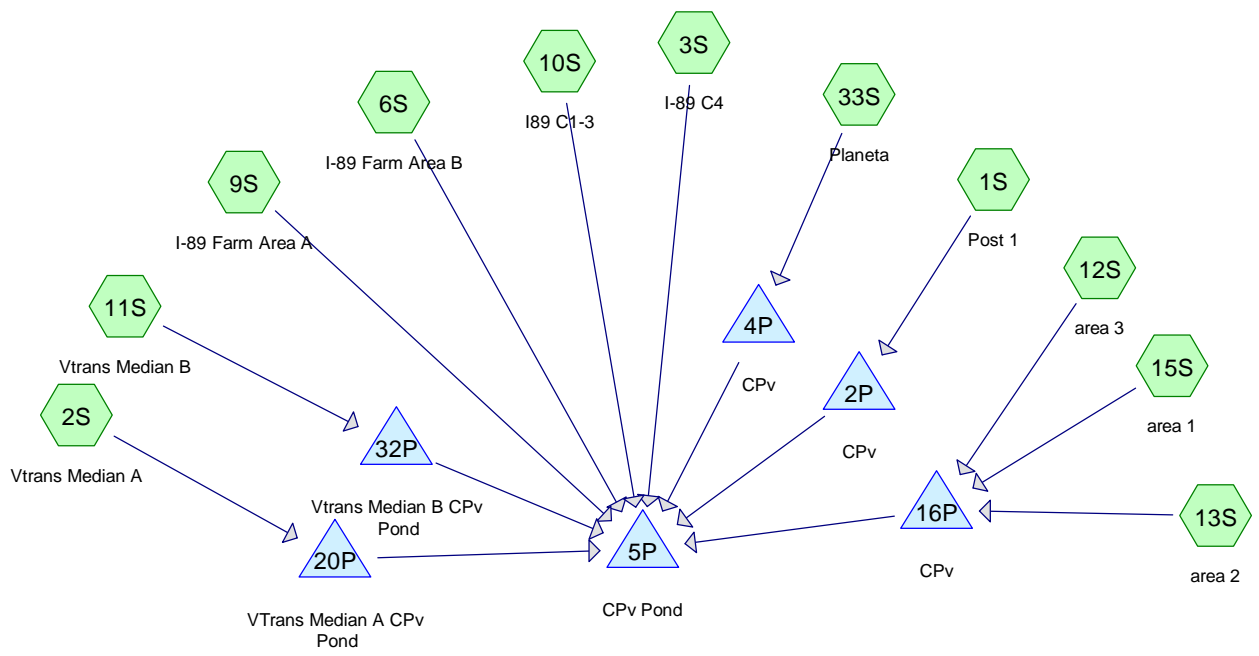 3S
I-89 C4
10S
I89 C1-3
33S
Planeta
6S
I-89 Farm Area B
1S
Post 1
9S
I-89 Farm Area A
12S
area 3
11S
Vtrans Median B
4P
CPv
15S
area 1
2P
CPv
2S
Vtrans Median A
32P
Vtrans Median B CPv
Pond
16P
CPv
13S
area 2
5P
CPv Pond
20P
VTrans Median A CPv
Pond